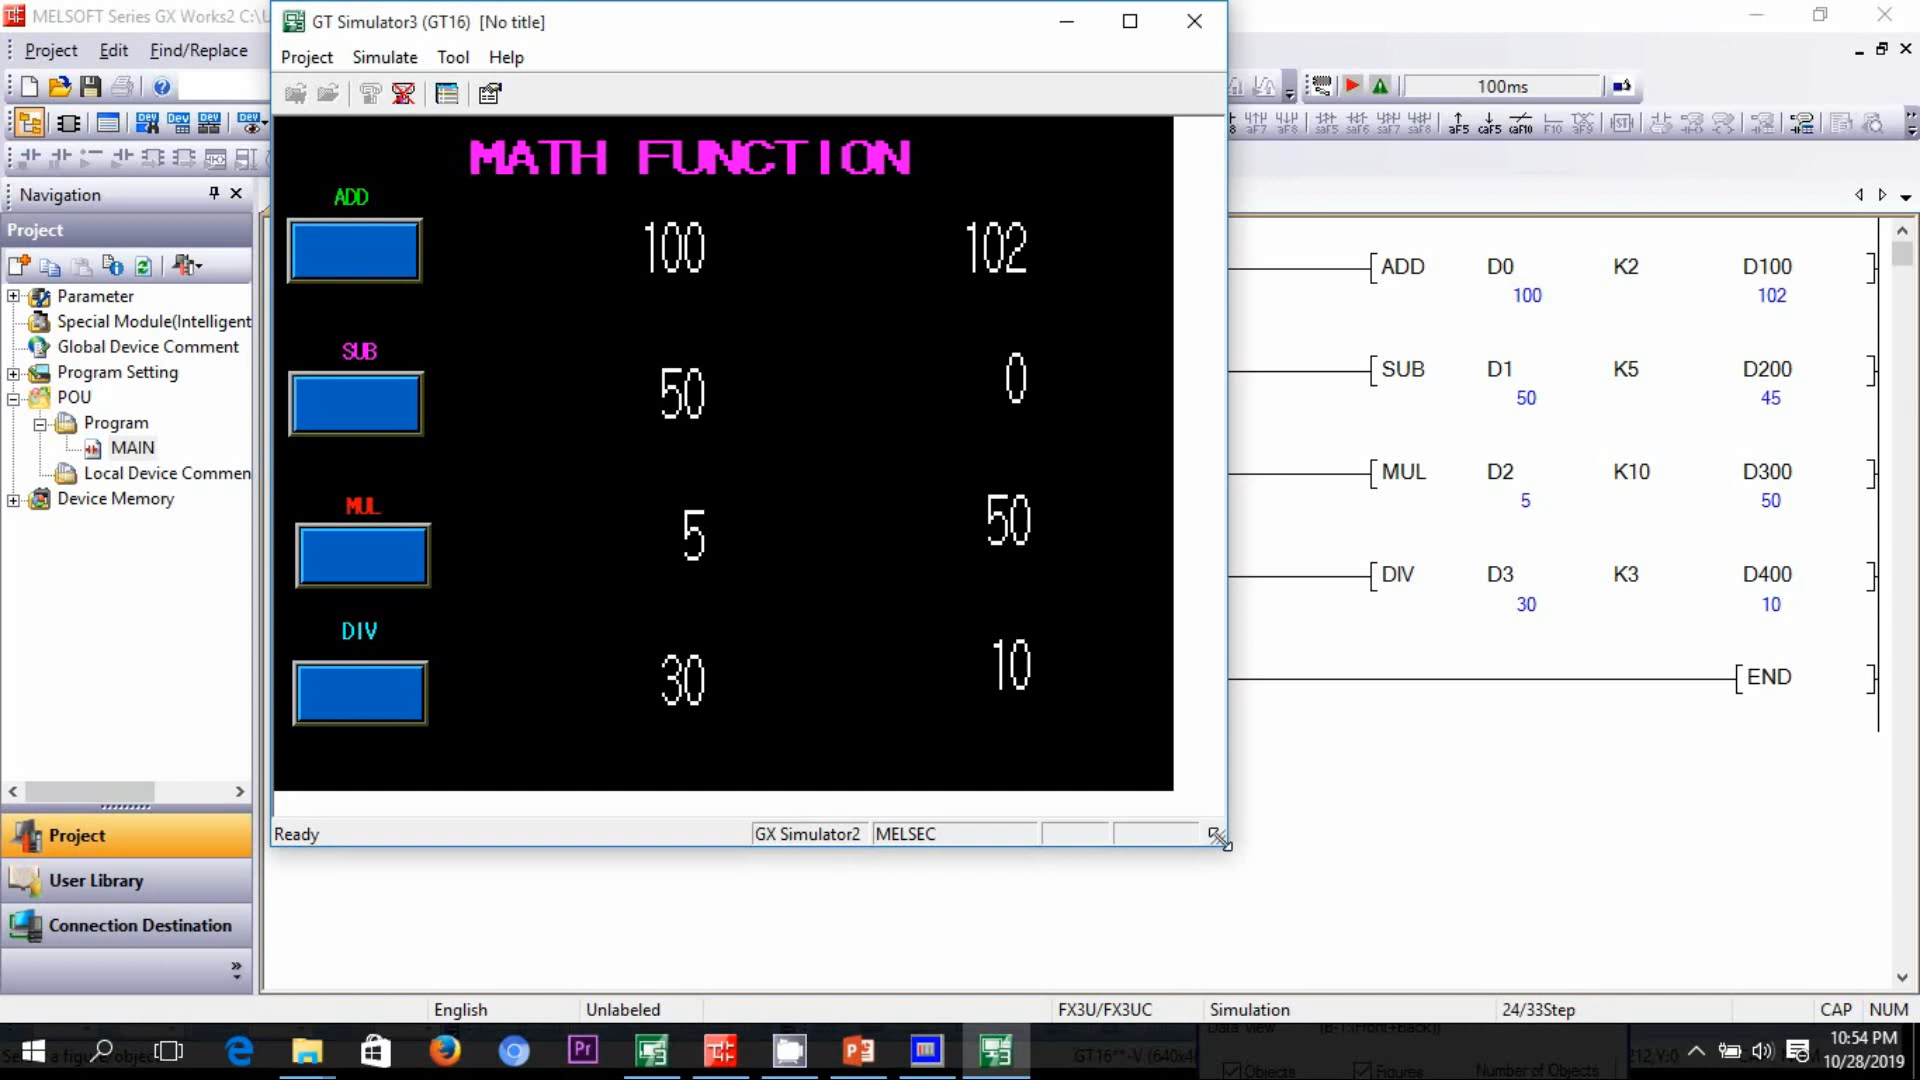 MELSOFT Series GX Works2 C:\U
GT Simulator3 (GT16)   [No title]
Project Edit Find/Replace
Project Simulate Tool Help
100ms
Navigation
Project
Parameter
Special Module(Intelligent
Global Device Comment
Program Setting
POU
Program
MAIN
Local Device Commen
Device Memory
Project
User Library
Connection Destination
MATH FUNCTION
ADD
100 102
SUB
50 0
MUL
5 50
DIV
30 10
Ready GX Simulator2 MELSEC
ADD D0 K2 D100
100 102
SUB D1 K5 D200
50 45
MUL D2 K10 D300
5 50
DIV D3 K3 D400
30 10
END
English Unlabeled FX3U/FX3UC Simulation 24/33Step CAP NUM
10:54 PM
10/28/2019